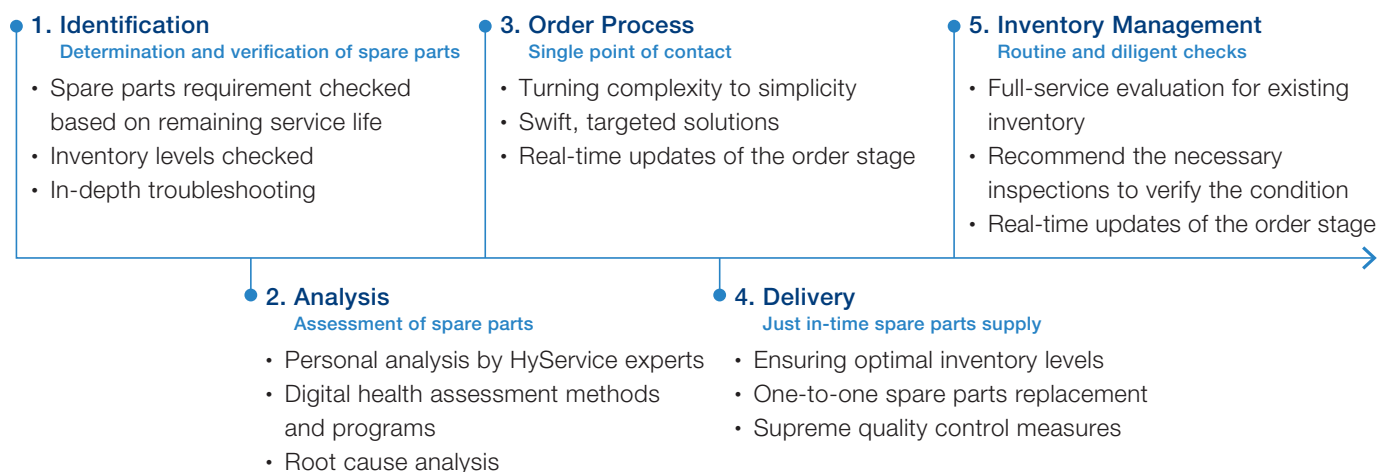 1. Identification
Determination and verification of spare parts
• Spare parts requirement checked
based on remaining service life
• Inventory levels checked
• In-depth troubleshooting
2. Analysis
Assessment of spare parts
• Personal analysis by HyService experts
• Digital health assessment methods
and programs
• Root cause analysis
3. Order Process
Single point of contact
• Turning complexity to simplicity
• Swift, targeted solutions
• Real-time updates of the order stage
4. Delivery
Just in-time spare parts supply
• Ensuring optimal inventory levels
• One-to-one spare parts replacement
• Supreme quality control measures
5. Inventory Management
Routine and diligent checks
• Full-service evaluation for existing
inventory
• Recommend the necessary
inspections to verify the condition
• Real-time updates of the order stage